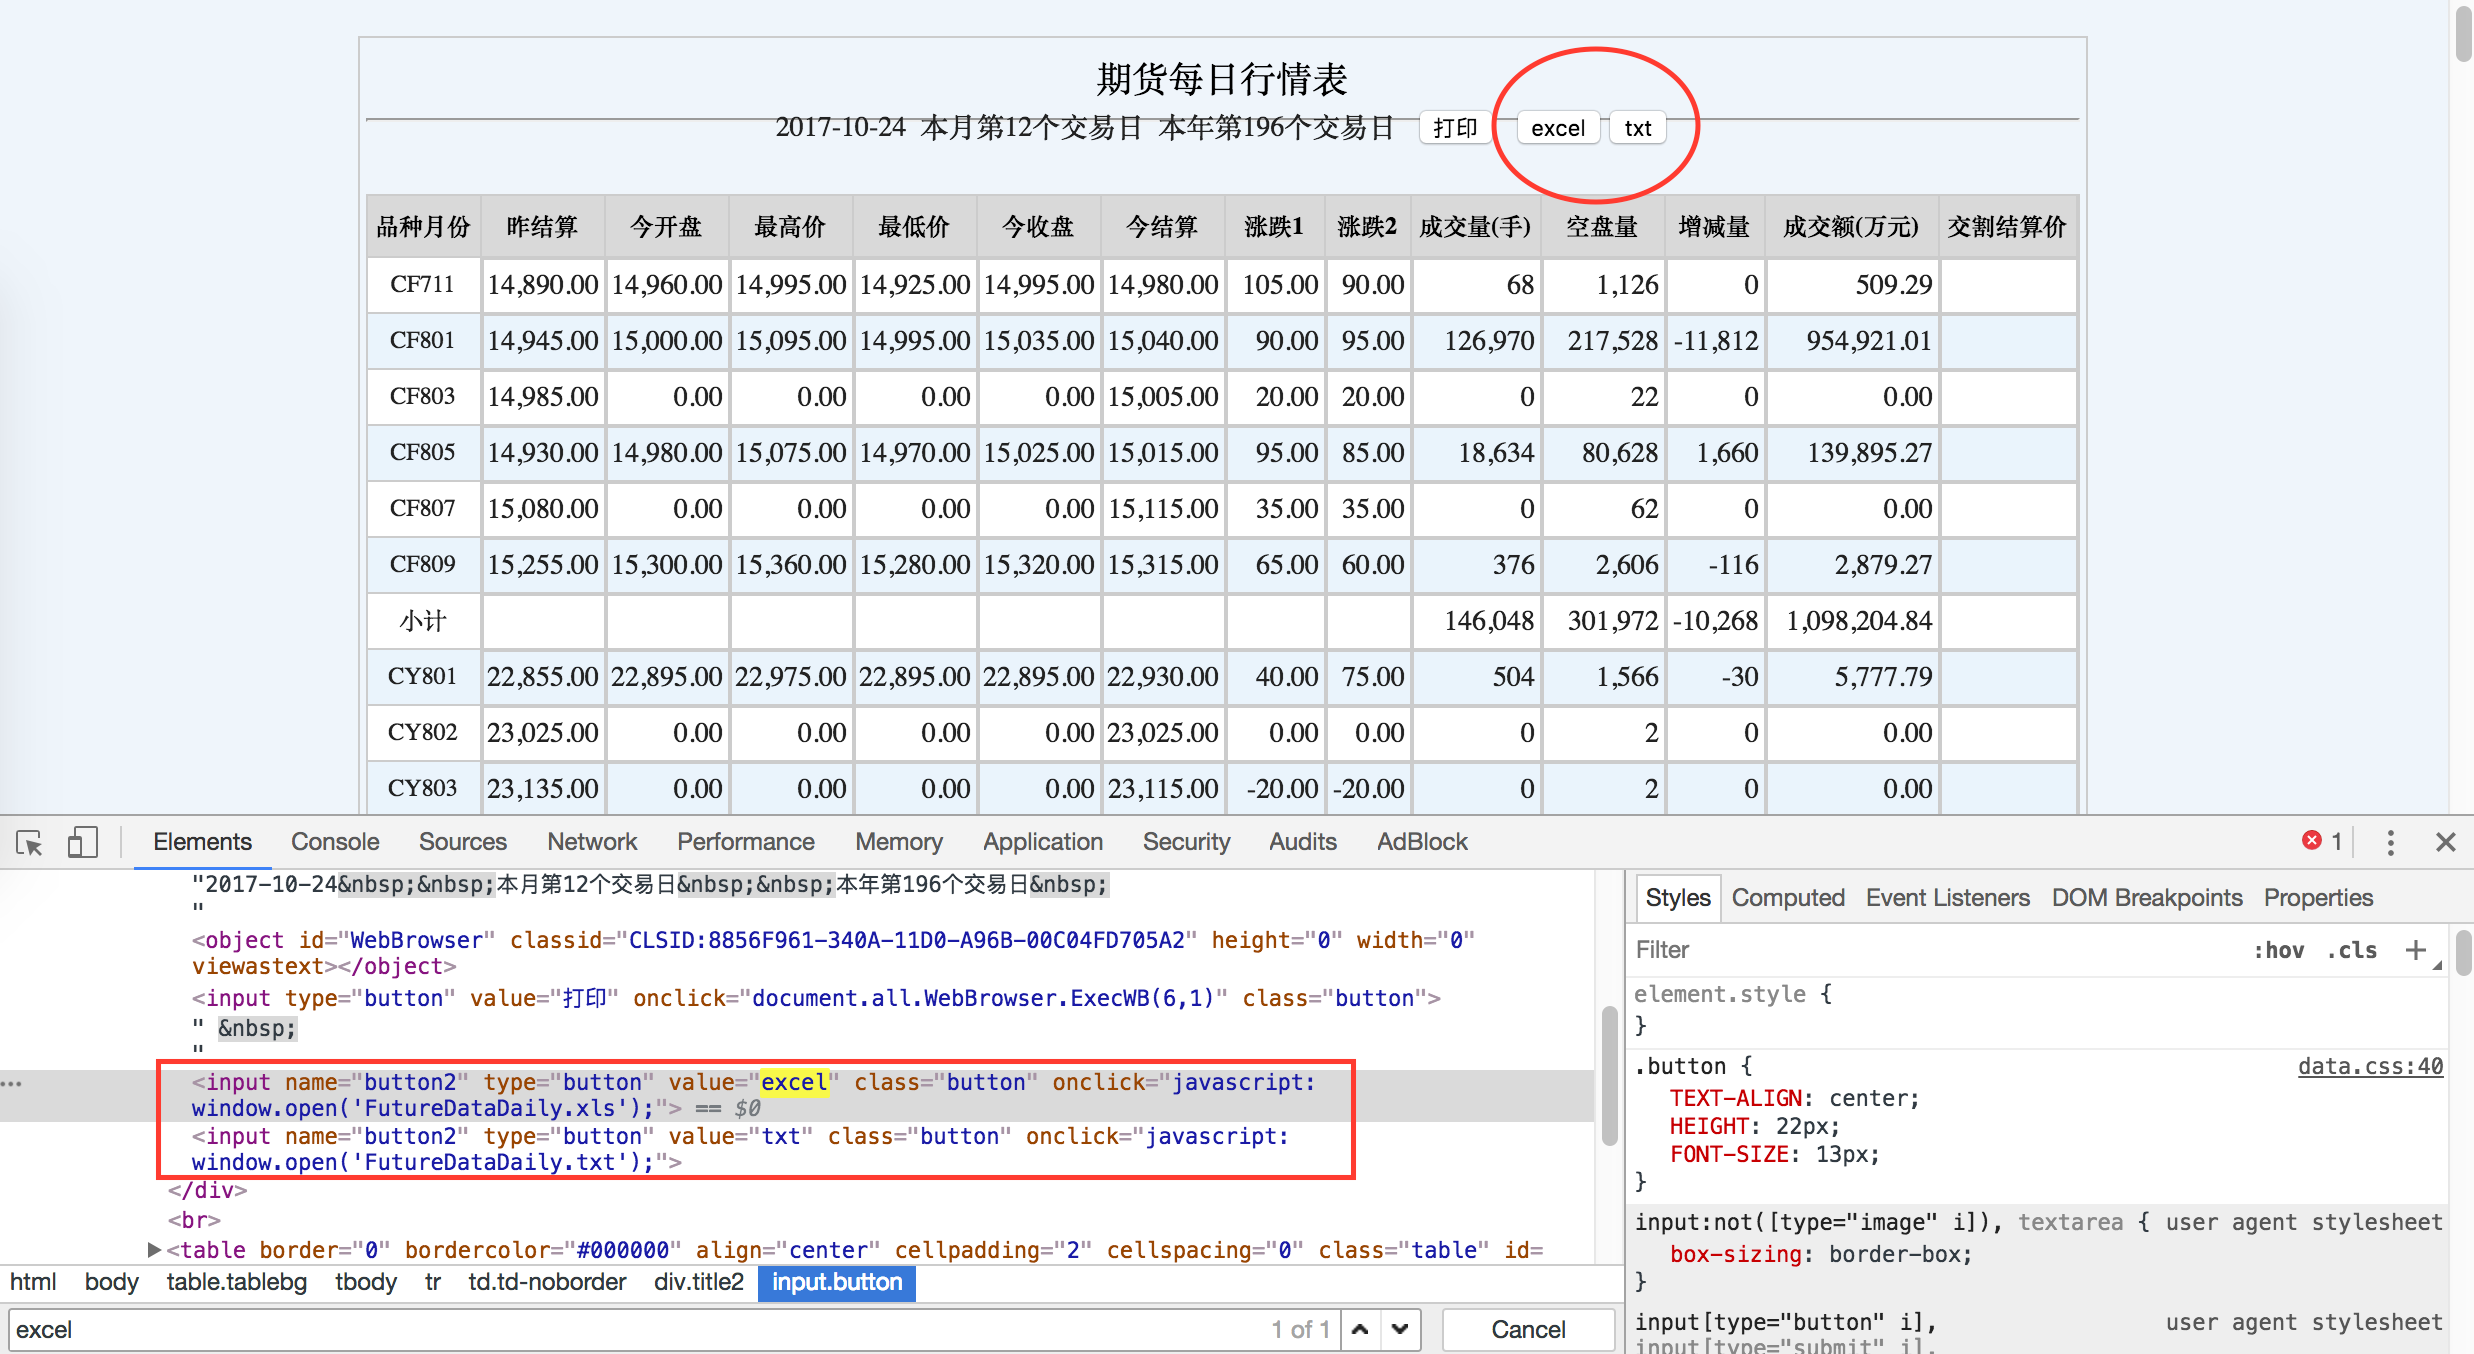 期货每日行情表
2017-10-24 本月第12个交易日 本年第196个交易日 打印 excel txt
品种月份 昨结算 今开盘 最高价 最低价 今收盘 今结算 涨跌1 涨跌2 成交量(手) 空盘量 增减量 成交额(万元) 交割结算价
CF711 14,890.00 14,960.00 14,995.00 14,925.00 14,995.00 14,980.00 105.00 90.00 68 1,126 0 509.29
CF801 14,945.00 15,000.00 15,095.00 14,995.00 15,035.00 15,040.00 90.00 95.00 126,970 217,528 -11,812 954,921.01
CF803 14,985.00 0.00 0.00 0.00 0.00 15,005.00 20.00 20.00 0 22 0 0.00
CF805 14,930.00 14,980.00 15,075.00 14,970.00 15,025.00 15,015.00 95.00 85.00 18,634 80,628 1,660 139,895.27
CF807 15,080.00 0.00 0.00 0.00 0.00 15,115.00 35.00 35.00 0 62 0 0.00
CF809 15,255.00 15,300.00 15,360.00 15,280.00 15,320.00 15,315.00 65.00 60.00 376 2,606 -116 2,879.27
小计 146,048 301,972 -10,268 1,098,204.84
CY801 22,855.00 22,895.00 22,975.00 22,895.00 22,895.00 22,930.00 40.00 75.00 504 1,566 -30 5,777.79
CY802 23,025.00 0.00 0.00 0.00 0.00 23,025.00 0.00 0.00 0 2 0 0.00
CY803 23,135.00 0.00 0.00 0.00 0.00 23,115.00 -20.00 -20.00 0 2 0 0.00
Elements Console Sources Network Performance Memory Application Security Audits AdBlock 1
"2017-10-24&nbsp;&nbsp;本月第12个交易日&nbsp;&nbsp;本年第196个交易日&nbsp;
"
<object id="WebBrowser" classid="CLSID:8856F961-340A-11D0-A96B-00C04FD705A2" height="0" width="0"
viewastext></object>
<input type="button" value="打印" onclick="document.all.WebBrowser.ExecWB(6,1)" class="button">
" &nbsp;
"
<input name="button2" type="button" value="excel" class="button" onclick="javascript:
window.open('FutureDataDaily.xls');"> == $0
<input name="button2" type="button" value="txt" class="button" onclick="javascript:
window.open('FutureDataDaily.txt');">
</div>
<br>
<table border="0" bordercolor="#000000" align="center" cellpadding="2" cellspacing="0" class="table" id=
html body table.tablebg tbody tr td.td-noborder div.title2 input.button
excel 1 of 1 Cancel
Styles Computed Event Listeners DOM Breakpoints Properties
Filter :hov .cls +
element.style {
}
.button { data.css:40
TEXT-ALIGN: center;
HEIGHT: 22px;
FONT-SIZE: 13px;
}
input:not([type="image" i]), textarea { user agent stylesheet
box-sizing: border-box;
}
input[type="button" i], user agent stylesheet
input[type="submit" i],